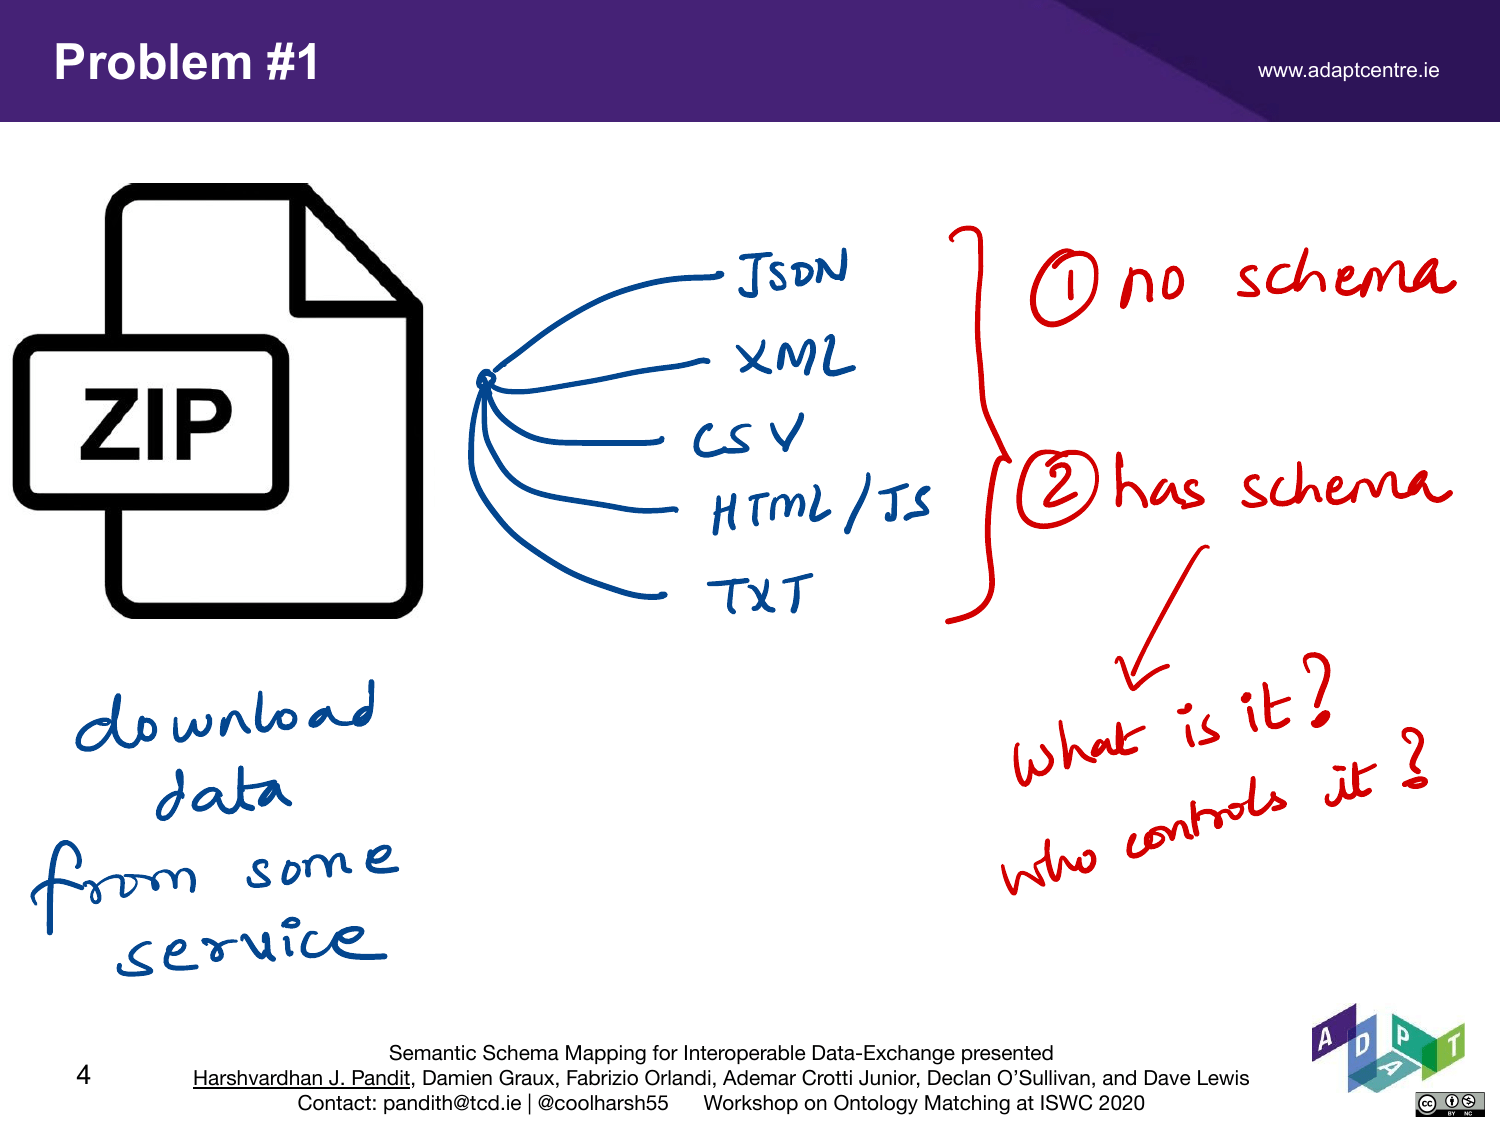 Problem #1
www.adaptcentre.ie
ZIP
JSON
XML
CSV
HTML/JS
TXT
① no schema
② has schema
what is it?
who controls it?
download
data
from some
service
4
Semantic Schema Mapping for Interoperable Data-Exchange presented
Harshvardhan J. Pandit, Damien Graux, Fabrizio Orlandi, Ademar Crotti Junior, Declan O'Sullivan, and Dave Lewis
Contact: pandith@tcd.ie | @coolharsh55 Workshop on Ontology Matching at ISWC 2020
ADAPT
cc
BY NC